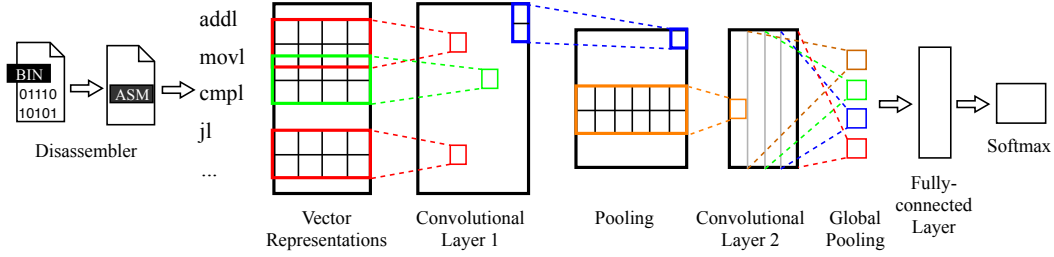 BIN
01110
10101
ASM
Disassembler
addl
movl
cmpl
jl
...
Vector
Representations
Convolutional
Layer 1
Pooling
Convolutional
Layer 2
Global
Pooling
Fully-
connected
Layer
Softmax